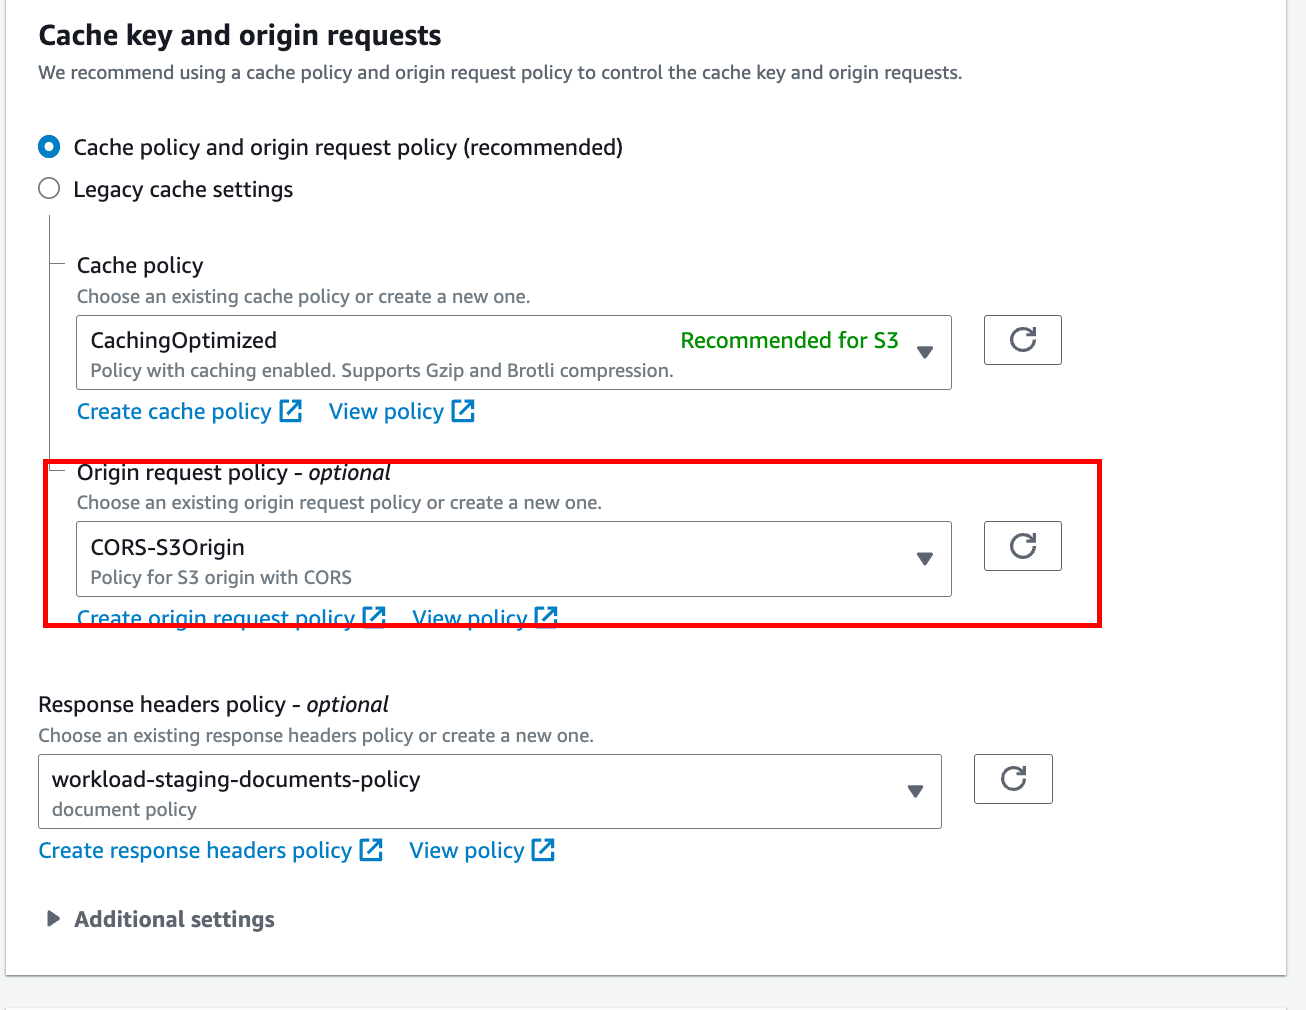 Cache key and origin requests
We recommend using a cache policy and origin request policy to control the cache key and origin requests.
Cache policy and origin request policy (recommended)
Legacy cache settings
Cache policy
Choose an existing cache policy or create a new one.
CachingOptimized Recommended for S3
Policy with caching enabled. Supports Gzip and Brotli compression.
Create cache policy View policy
Origin request policy - optional
Choose an existing origin request policy or create a new one.
CORS-S3Origin
Policy for S3 origin with CORS
Create origin request policy View policy
Response headers policy - optional
Choose an existing response headers policy or create a new one.
workload-staging-documents-policy
document policy
Create response headers policy View policy
Additional settings